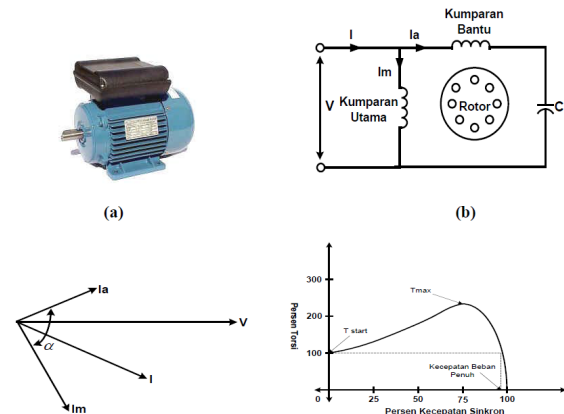 Kumparan
Bantu
I
Ia
Im
V
Kumparan
Utama
Rotor
C
(a)
(b)
Ia
V
α
I
Im
300
200
100
0
25
50
75
100
Persen Torsi
Tmax
T start
Kecepatan Beban
Penuh
Persen Kecepatan Sinkron